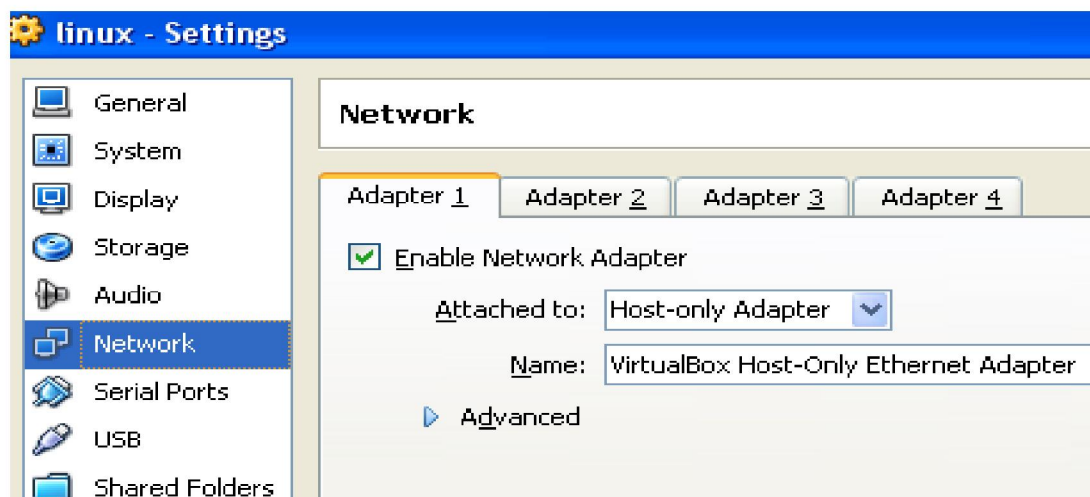 linux - Settings
General
System
Display
Storage
Audio
Network
Serial Ports
USB
Shared Folders
Network
Adapter 1
Adapter 2
Adapter 3
Adapter 4
Enable Network Adapter
Attached to: Host-only Adapter
Name: VirtualBox Host-Only Ethernet Adapter
Advanced